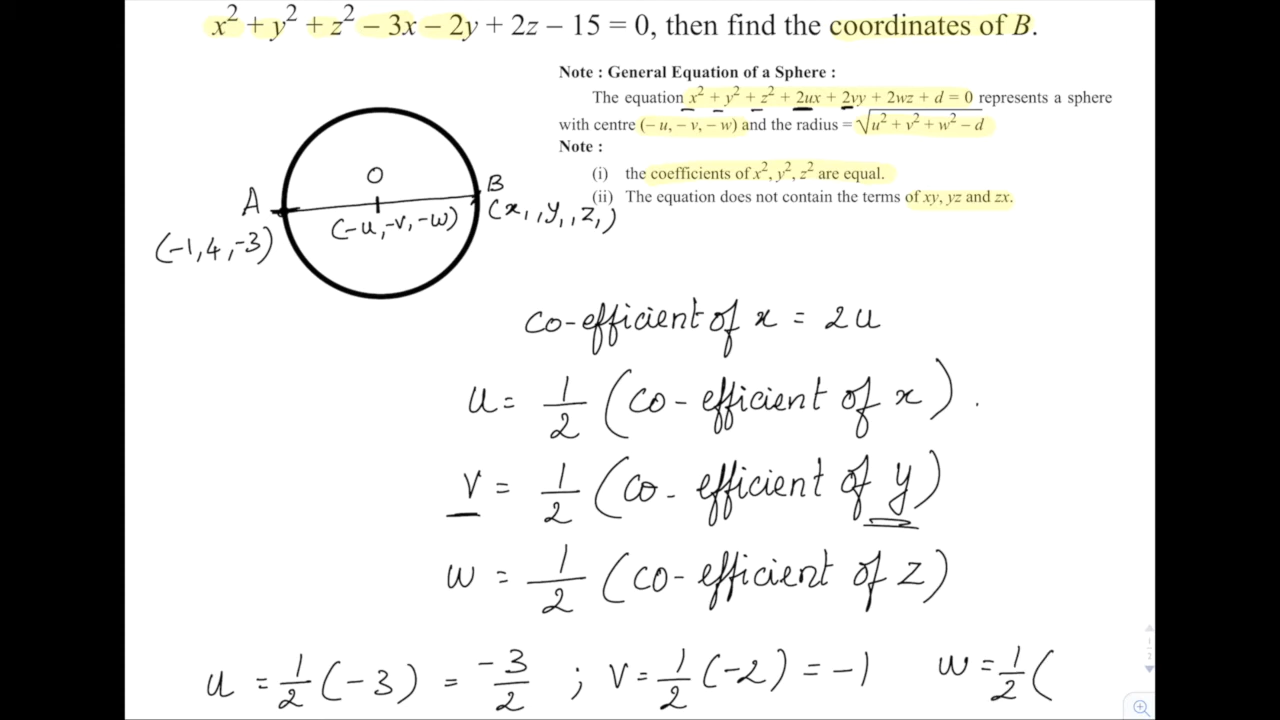 x² + y² + z² − 3x − 2y + 2z − 15 = 0, then find the coordinates of B.
Note : General Equation of a Sphere :
The equation x² + y² + z² + 2ux + 2vy + 2wz + d = 0 represents a sphere
with centre (− u, − v, − w) and the radius = √(u² + v² + w² − d)
Note :
(i) the coefficients of x², y², z² are equal.
(ii) The equation does not contain the terms of xy, yz and zx.
O
A
B
(-u,-v,-w)
(x₁,y₁,z₁)
(-1,4,-3)
co-efficient of x = 2u
u = 1/2 (co-efficient of x).
v = 1/2 (co-efficient of y)
w = 1/2 (co-efficient of z)
u = 1/2 (-3) = -3/2 ; v = 1/2 (-2) = -1 w = 1/2 (